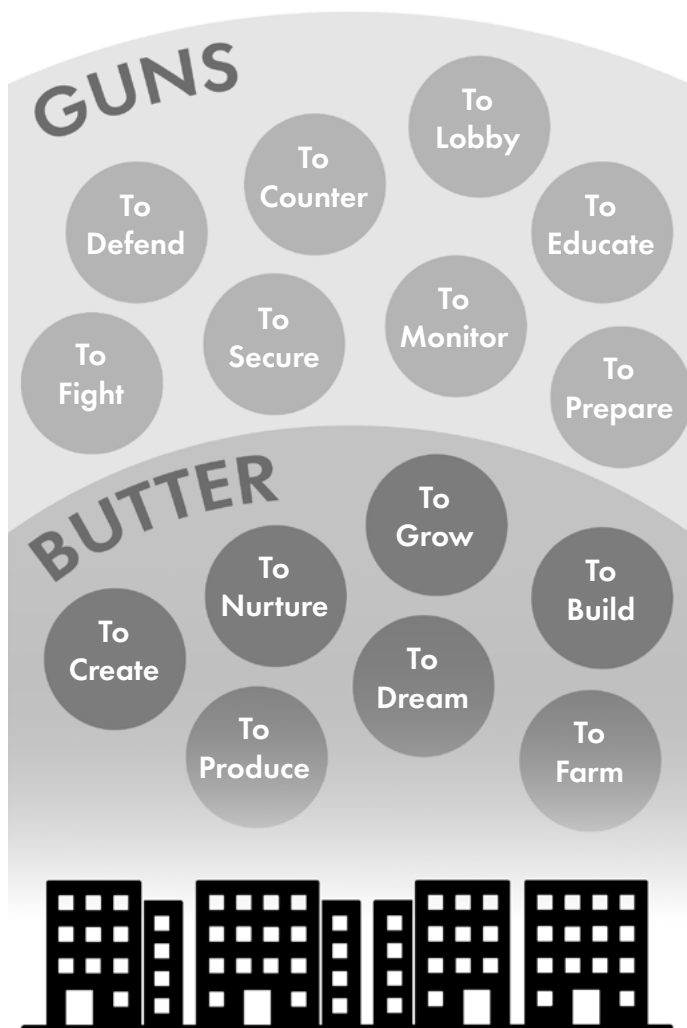 GUNS
To
Lobby
To
Counter
To
Defend
To
Educate
To
Secure
To
Monitor
To
Fight
To
Prepare
BUTTER
To
Grow
To
Nurture
To
Build
To
Create
To
Dream
To
Produce
To
Farm